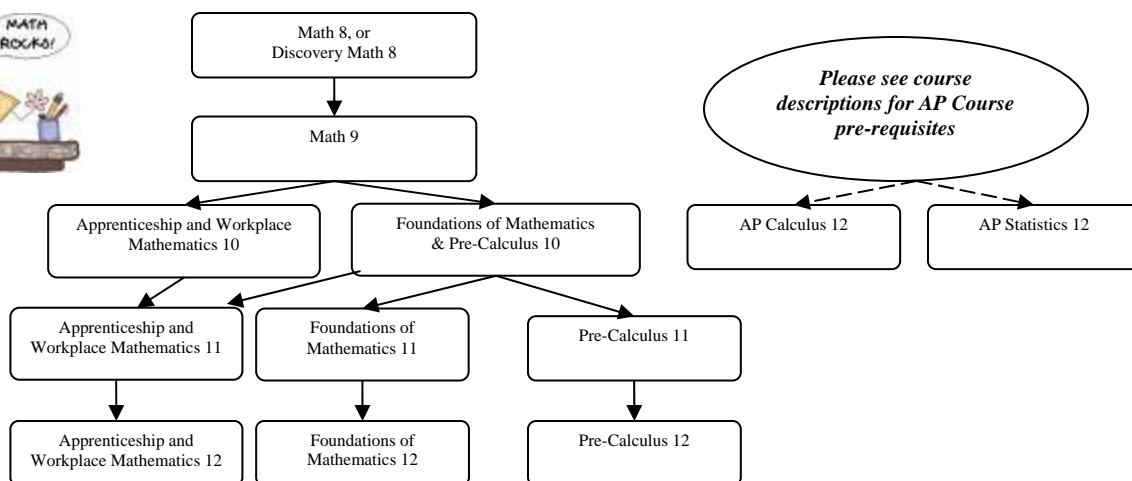 MATH
ROCKS!
Math 8, or
Discovery Math 8
Math 9
Apprenticeship and Workplace
Mathematics 10
Foundations of Mathematics
& Pre-Calculus 10
Apprenticeship and
Workplace Mathematics 11
Foundations of
Mathematics 11
Pre-Calculus 11
Apprenticeship and
Workplace Mathematics 12
Foundations of
Mathematics 12
Pre-Calculus 12
Please see course
descriptions for AP Course
pre-requisites
AP Calculus 12
AP Statistics 12